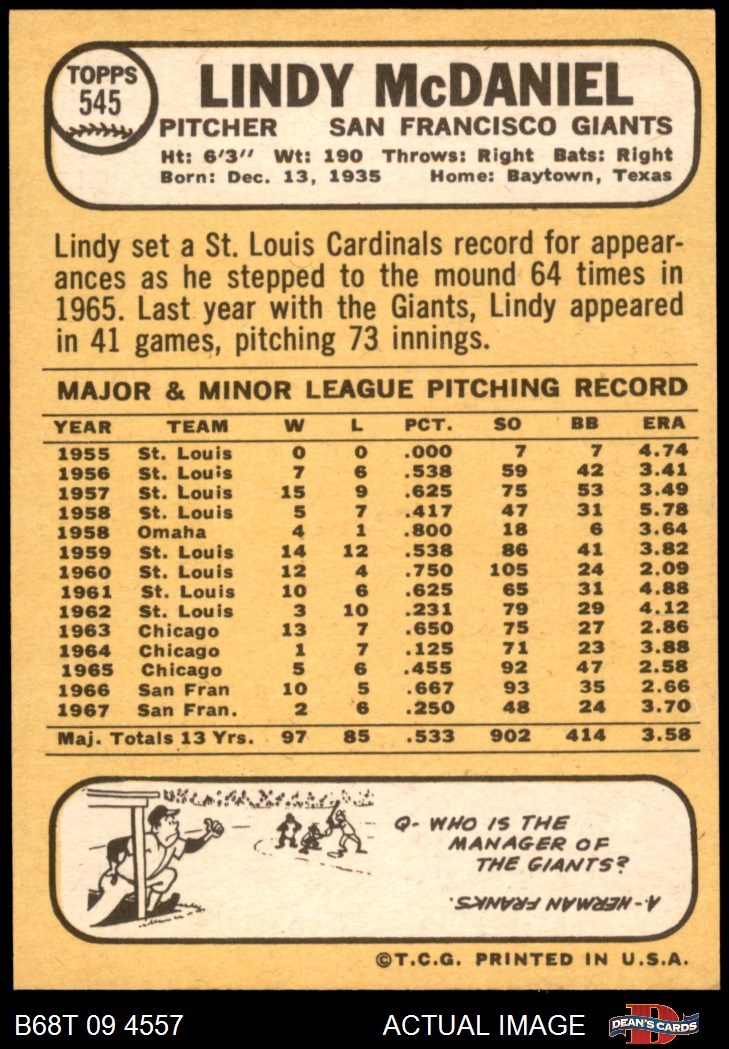 TOPPS
545
LINDY McDANIEL
PITCHER SAN FRANCISCO GIANTS
Ht: 6'3" Wt: 190 Throws: Right Bats: Right
Born: Dec. 13, 1935 Home: Baytown, Texas
Lindy set a St. Louis Cardinals record for appear-
ances as he stepped to the mound 64 times in
1965. Last year with the Giants, Lindy appeared
in 41 games, pitching 73 innings.
MAJOR & MINOR LEAGUE PITCHING RECORD
YEAR TEAM W L PCT. SO BB ERA
1955 St. Louis 0 0 .000 7 7 4.74
1956 St. Louis 7 6 .538 59 42 3.41
1957 St. Louis 15 9 .625 75 53 3.49
1958 St. Louis 5 7 .417 47 31 5.78
1958 Omaha 4 1 .800 18 6 3.64
1959 St. Louis 14 12 .538 86 41 3.82
1960 St. Louis 12 4 .750 105 24 2.09
1961 St. Louis 10 6 .625 65 31 4.88
1962 St. Louis 3 10 .231 79 29 4.12
1963 Chicago 13 7 .650 75 27 2.86
1964 Chicago 1 7 .125 71 23 3.88
1965 Chicago 5 6 .455 92 47 2.58
1966 San Fran 10 5 .667 93 35 2.66
1967 San Fran. 2 6 .250 48 24 3.70
Maj. Totals 13 Yrs. 97 85 .533 902 414 3.58
Q- WHO IS THE
MANAGER OF
THE GIANTS?
A- HERMAN FRANKS.
©T.C.G. PRINTED IN U.S.A.
B68T 09 4557 ACTUAL IMAGE DEAN'S CARDS